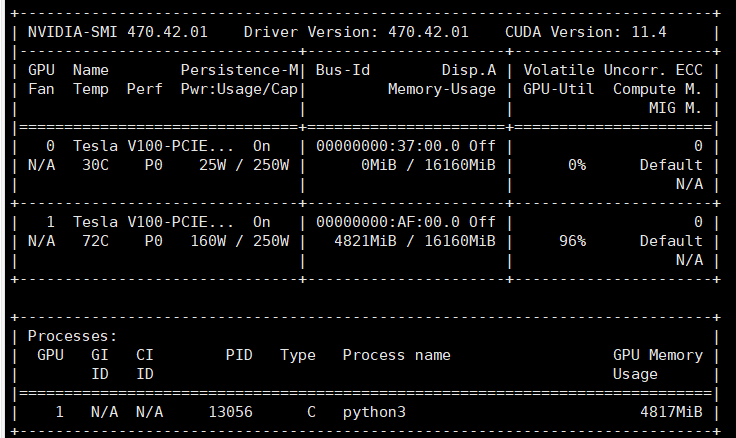 +-----------------------------------------------------------------------------+
| NVIDIA-SMI 470.42.01    Driver Version: 470.42.01    CUDA Version: 11.4     |
|-------------------------------+----------------------+----------------------+
| GPU  Name        Persistence-M| Bus-Id        Disp.A | Volatile Uncorr. ECC |
| Fan  Temp  Perf  Pwr:Usage/Cap|         Memory-Usage | GPU-Util  Compute M. |
|                               |                      |               MIG M. |
|===============================+======================+======================|
|   0  Tesla V100-PCIE...  On   | 00000000:37:00.0 Off |                    0 |
| N/A   30C    P0    25W / 250W |      0MiB / 16160MiB |      0%      Default |
|                               |                      |                  N/A |
+-------------------------------+----------------------+----------------------+
|   1  Tesla V100-PCIE...  On   | 00000000:AF:00.0 Off |                    0 |
| N/A   72C    P0   160W / 250W |   4821MiB / 16160MiB |     96%      Default |
|                               |                      |                  N/A |
+-------------------------------+----------------------+----------------------+

+-----------------------------------------------------------------------------+
| Processes:                                                                  |
|  GPU   GI   CI        PID   Type   Process name                  GPU Memory |
|        ID   ID                                                   Usage      |
|=============================================================================|
|    1   N/A  N/A     13056      C   python3                          4817MiB |
+-----------------------------------------------------------------------------+